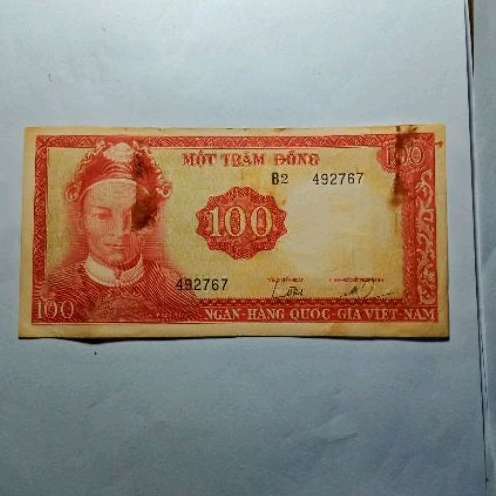 MỘT TRĂM ĐỒNG
100
B2 492767
100
492767
100
NGÂN-HÀNG QUỐC-GIA VIỆT-NAM